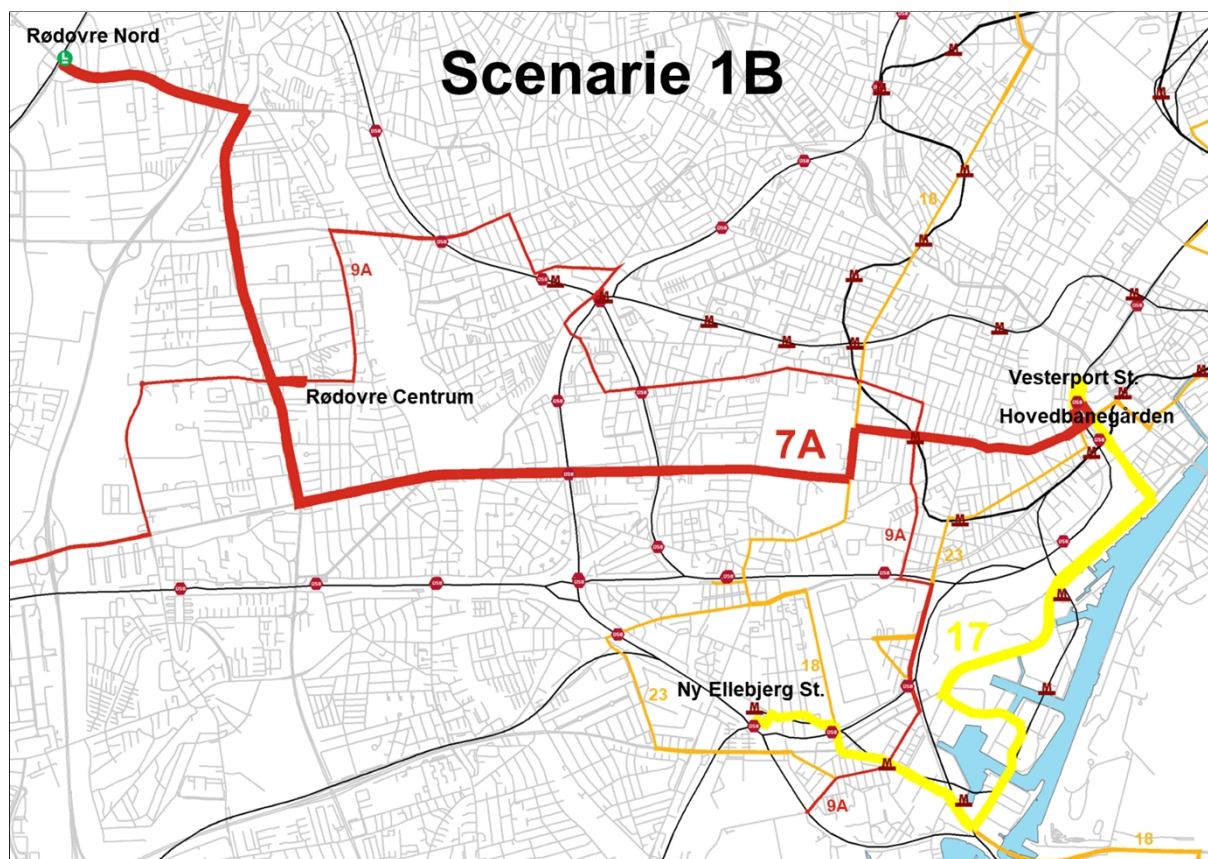 Rødovre Nord
Scenarie 1B
18
9A
Rødovre Centrum
Vesterport St.
Hovedbanegården
7A
9A
23
17
18
23
Ny Ellebjerg St.
9A
18